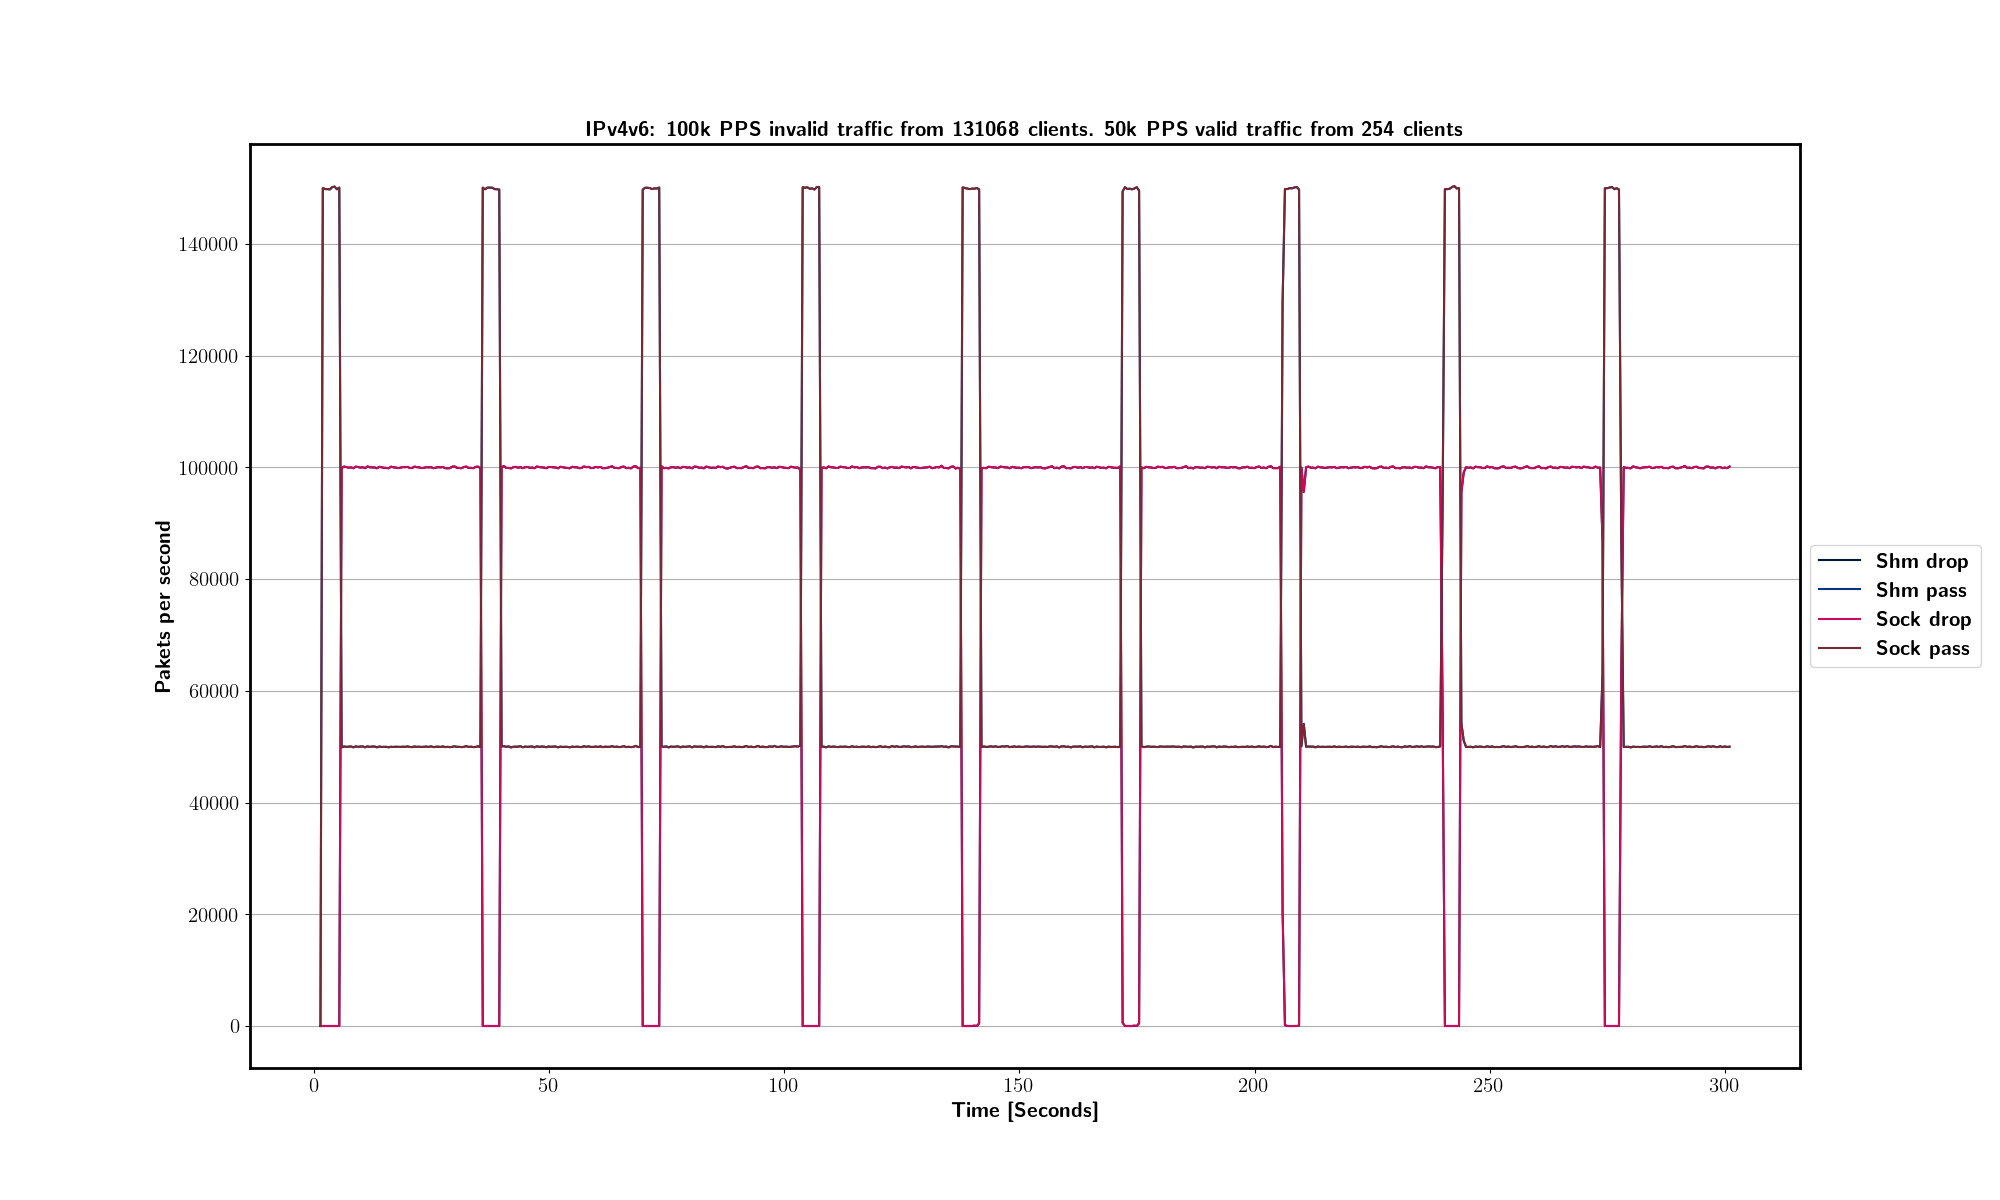 IPv4v6: 100k PPS invalid traffic from 131068 clients. 50k PPS valid traffic from 254 clients
140000
120000
100000
80000
60000
40000
20000
0
Pakets per second
0 50 100 150 200 250 300
Time [Seconds]
Shm drop
Shm pass
Sock drop
Sock pass